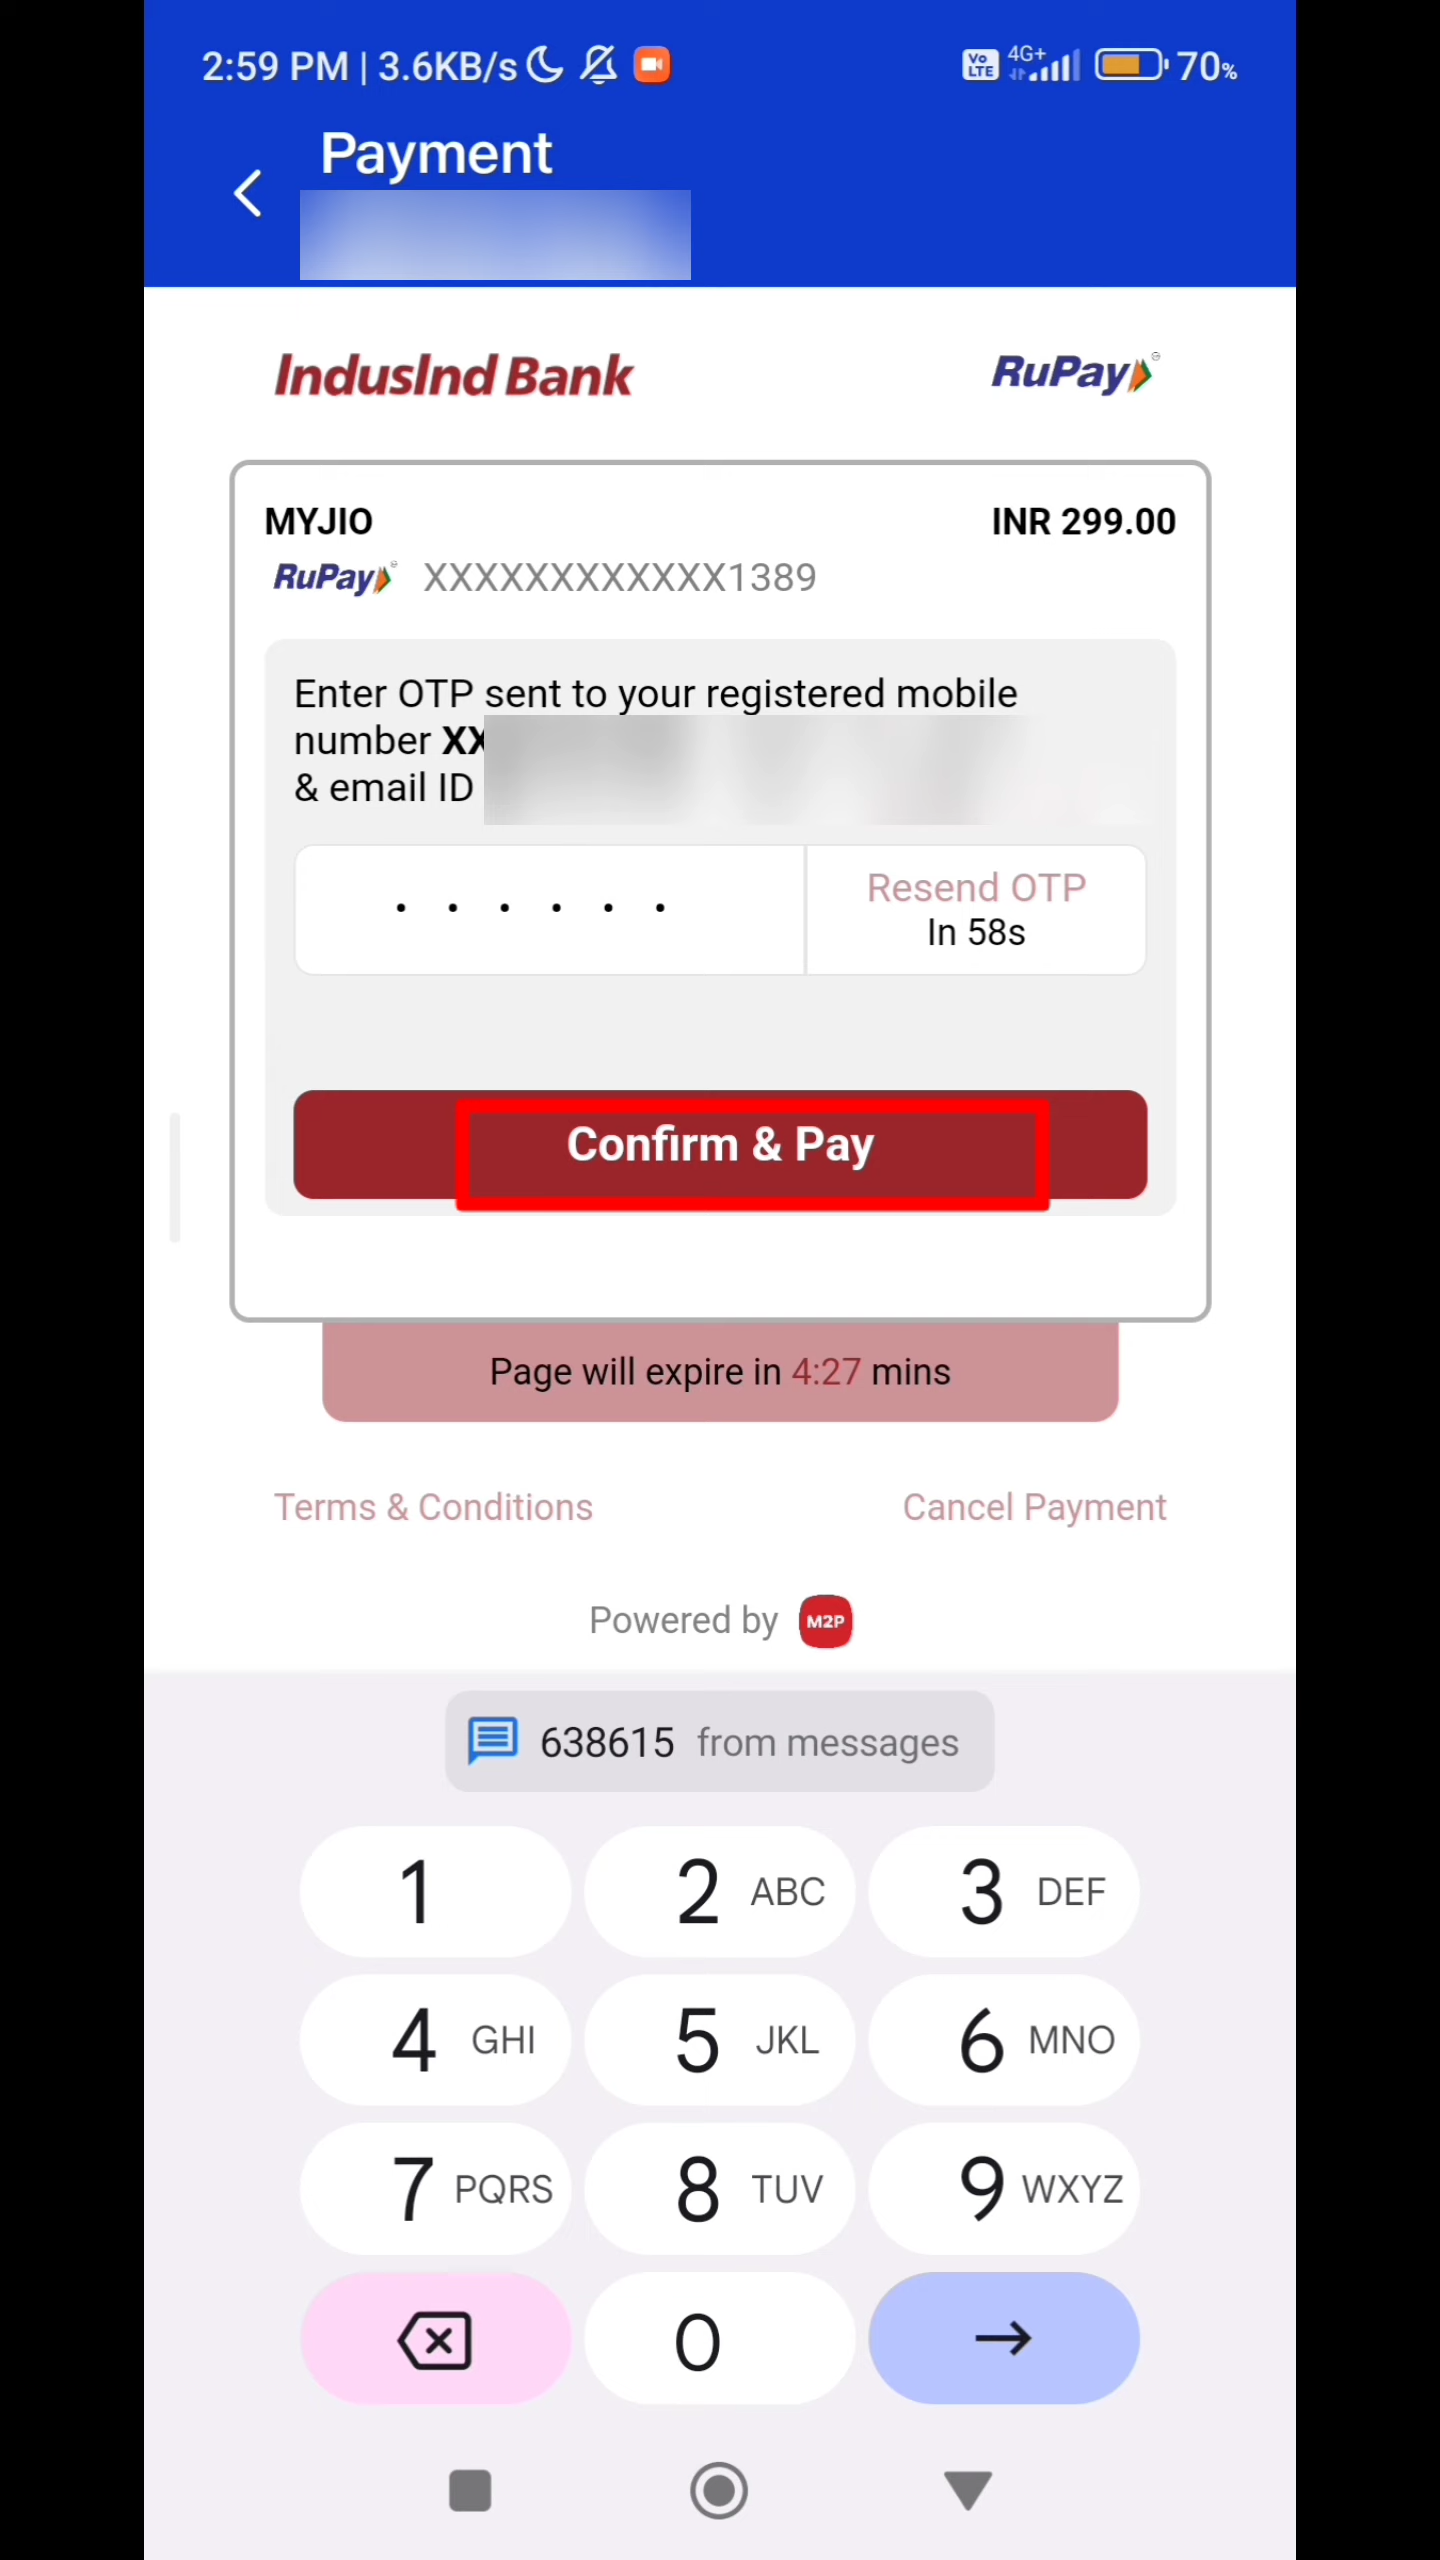 2:59 PM | 3.6KB/s Vo LTE 4G+ 70%
Payment
IndusInd Bank RuPay
MYJIO INR 299.00
RuPay XXXXXXXXXXXX1389
Enter OTP sent to your registered mobile
number XX
& email ID
Resend OTP
In 58s
Confirm & Pay
Page will expire in 4:27 mins
Terms & Conditions Cancel Payment
Powered by M2P
638615 from messages
1 2 ABC 3 DEF
4 GHI 5 JKL 6 MNO
7 PQRS 8 TUV 9 WXYZ
0